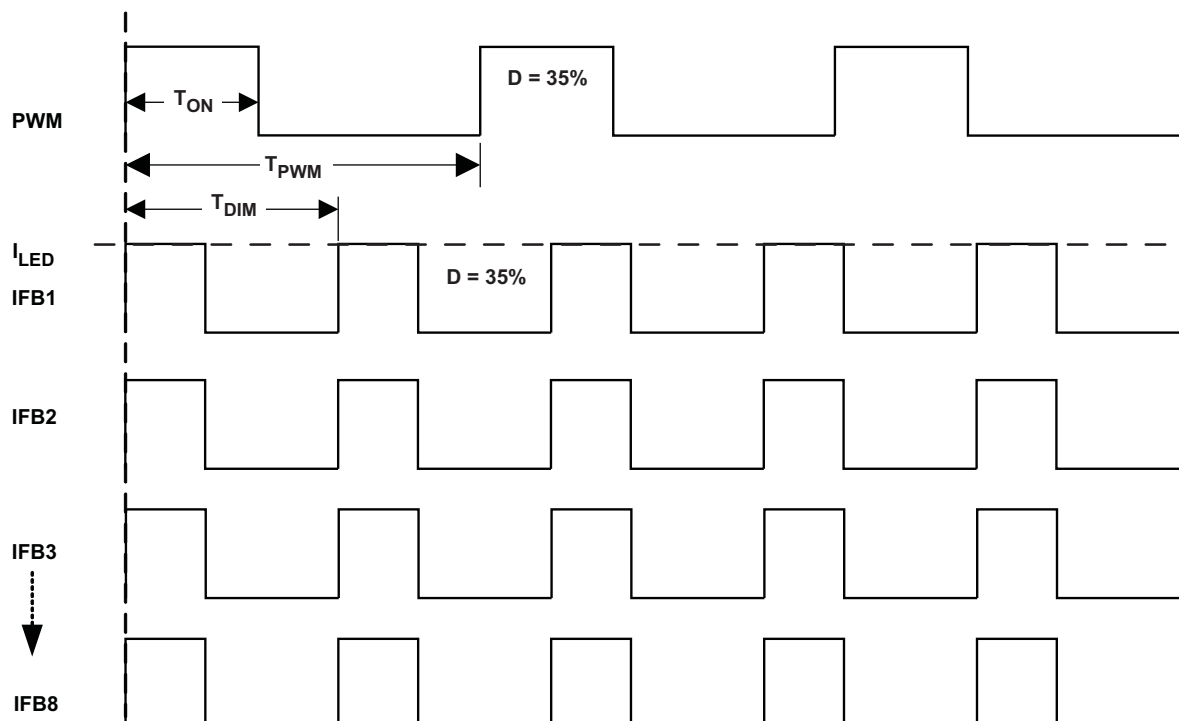 D = 35%
T_ON
PWM
T_PWM
T_DIM
I_LED
IFB1
D = 35%
IFB2
IFB3
IFB8